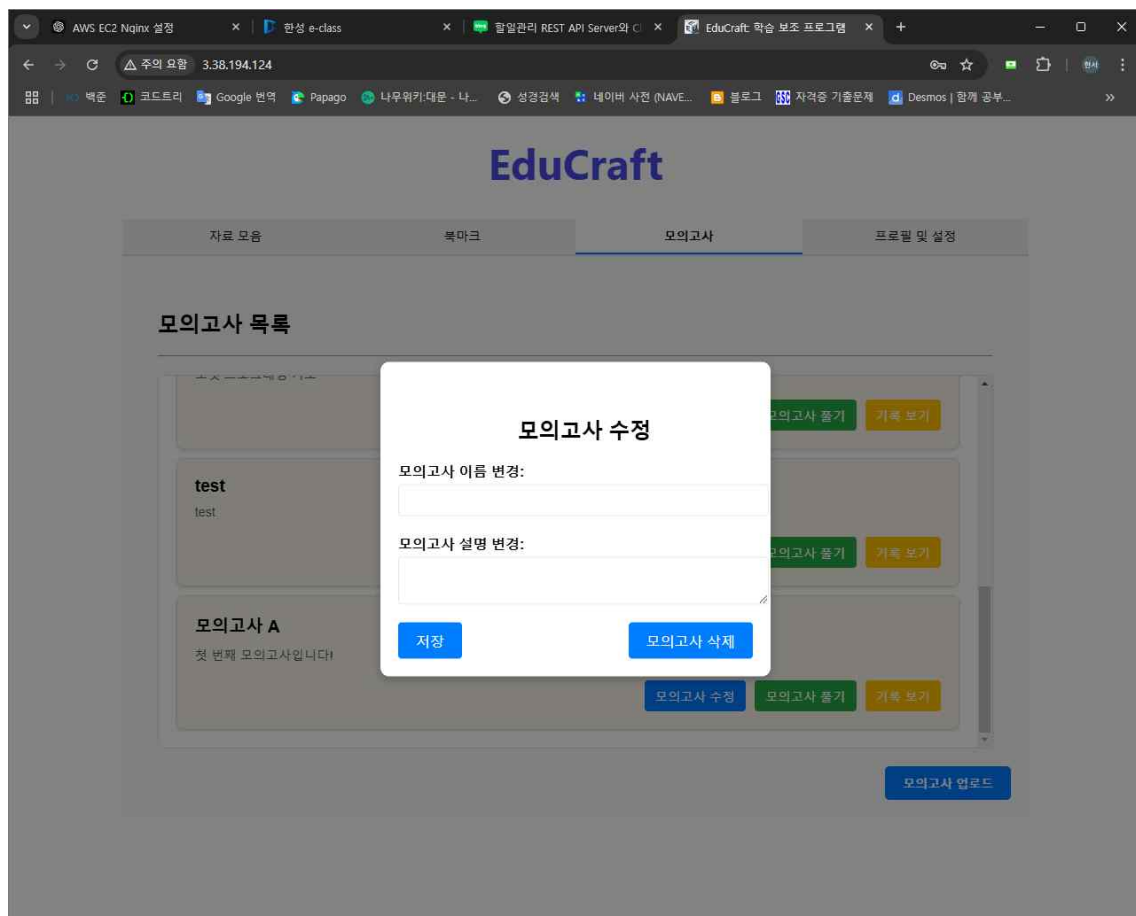 AWS EC2 Nginx 설정
한성 e-class
할일관리 REST API Server와 Cl
EduCraft: 학습 보조 프로그램
주의 요함 3.38.194.124
백준 코드트리 Google 번역 Papago 나무위키:대문 - 나... 성경검색 네이버 사전 (NAVE... 블로그 자격증 기출문제 Desmos | 함께 공부...
EduCraft
자료 모음 북마크 모의고사 프로필 및 설정
모의고사 목록
모의고사 풀기 기록 보기
test
test
모의고사 풀기 기록 보기
모의고사 A
첫 번째 모의고사입니다!
모의고사 수정 모의고사 풀기 기록 보기
모의고사 업로드
모의고사 수정
모의고사 이름 변경:
모의고사 설명 변경:
저장 모의고사 삭제